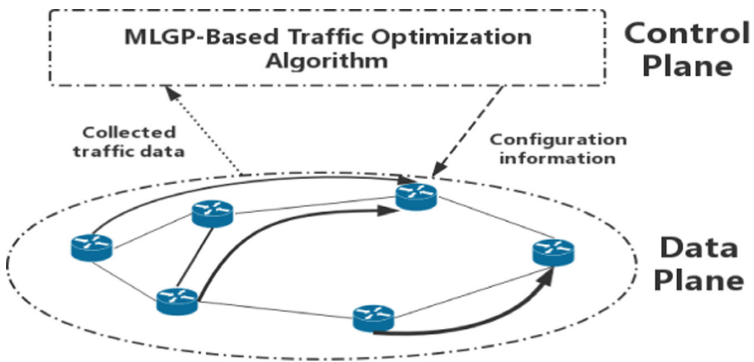 MLGP-Based Traffic Optimization
Algorithm
Control
Plane
Collected
traffic data
Configuration
information
Data
Plane